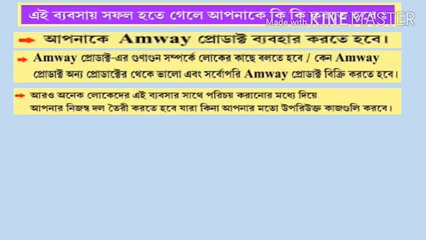 এই ব্যবসায় সফল হতে গেলে আপনাকে কি কি করতে হবে
Made with KINEMASTER
আপনাকে Amway প্রোডাক্ট ব্যবহার করতে হবে।
Amway প্রোডাক্ট-এর গুণাগুন সম্পর্কে লোকের কাছে বলতে হবে / কেন Amway
প্রোডাক্ট অন্য প্রোডাক্টের থেকে ভালো এবং সর্বোপরি Amway প্রোডাক্ট বিক্রি করতে হবে।
আরও অনেক লোকেদের এই ব্যবসার সাথে পরিচয় করানোর মধ্যে দিয়ে
আপনার নিজস্ব দল তৈরী করতে হবে যারা কিনা আপনার মতো উপরিউক্ত কাজগুলি করবে।